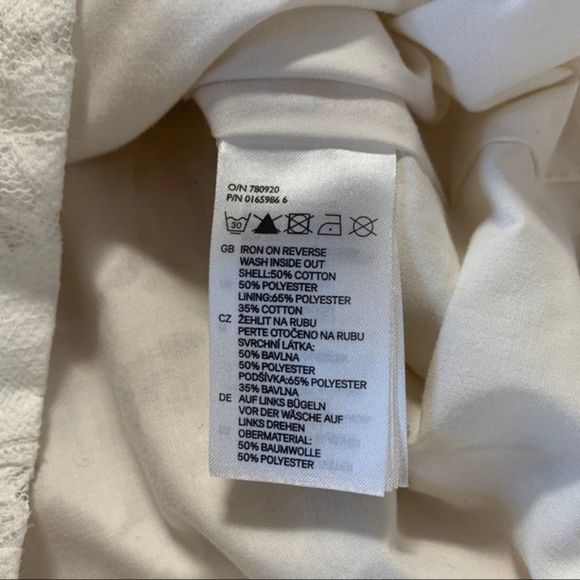 O/N 780920
P/N 0165986 6
30
GB IRON ON REVERSE
WASH INSIDE OUT
SHELL:50% COTTON
50% POLYESTER
LINING:65% POLYESTER
35% COTTON
CZ ŽEHLIT NA RUBU
PERTE OTOČENO NA RUBU
SVRCHNÍ LÁTKA:
50% BAVLNA
50% POLYESTER
PODŠÍVKA:65% POLYESTER
35% BAVLNA
DE AUF LINKS BÜGELN
VOR DER WÄSCHE AUF
LINKS DREHEN
OBERMATERIAL:
50% BAUMWOLLE
50% POLYESTER